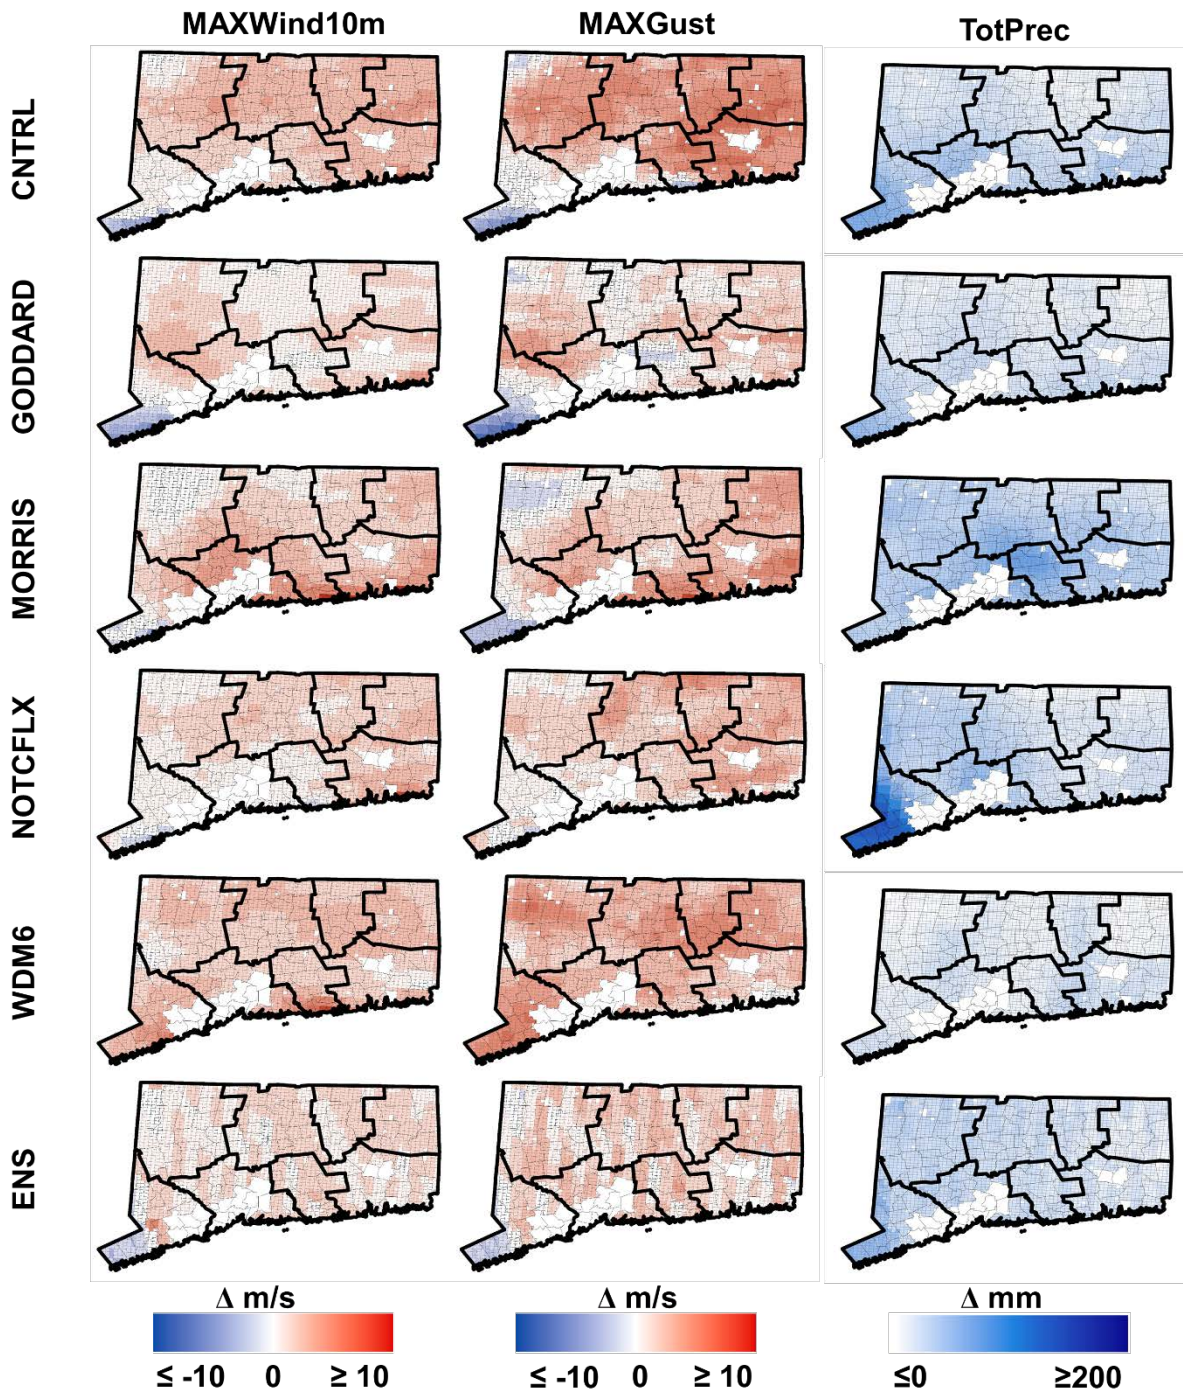 MAXWind10m MAXGust TotPrec
CNTRL
GODDARD
MORRIS
NOTCFLX
WDM6
ENS
Δ m/s Δ m/s Δ mm
≤ -10 0 ≥ 10 ≤ -10 0 ≥ 10 ≤0 ≥200